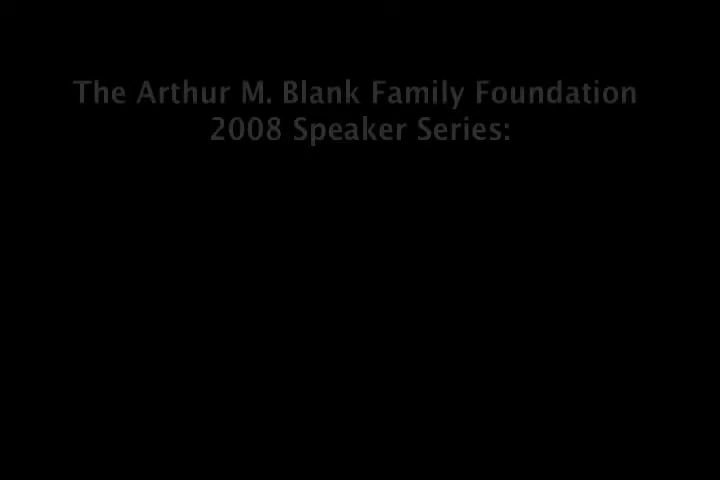 The Arthur M. Blank Family Foundation
2008 Speaker Series: